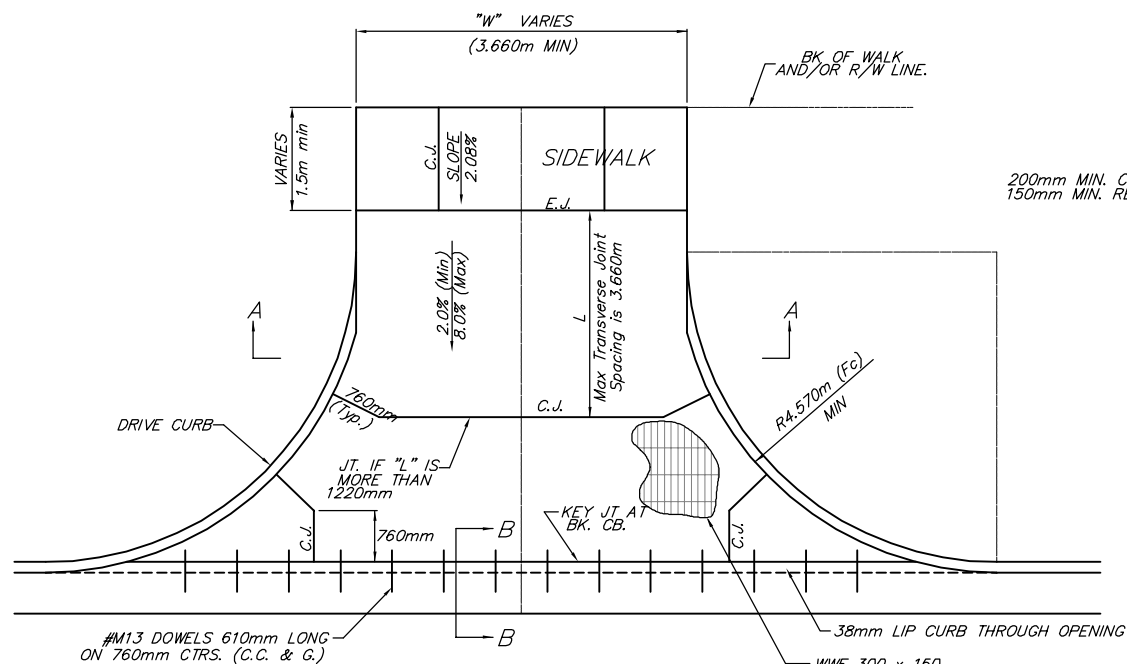 "W" VARIES
(3.660m MIN)
BK OF WALK
AND/OR R/W LINE.
VARIES
1.5m min
C.J.
SLOPE
2.08%
SIDEWALK
200mm MIN. C
150mm MIN. RE
E.J.
2.0% (Min)
8.0% (Max)
L
Max Transverse Joint
Spacing is 3.660m
A
A
760mm
(Typ.)
C.J.
R4.570m (Fc)
MIN
DRIVE CURB
JT. IF "L" IS
MORE THAN
1220mm
KEY JT AT
BK. CB.
C.J.
760mm
B
C.J.
B
#M13 DOWELS 610mm LONG
ON 760mm CTRS. (C.C. & G.)
38mm LIP CURB THROUGH OPENING
WWF 300 x 150